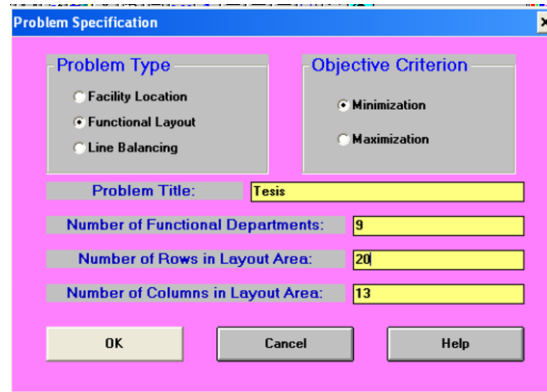 Problem Specification
Problem Type
Facility Location
Functional Layout
Line Balancing
Objective Criterion
Minimization
Maximization
Problem Title: Tesis
Number of Functional Departments: 9
Number of Rows in Layout Area: 20
Number of Columns in Layout Area: 13
OK Cancel Help